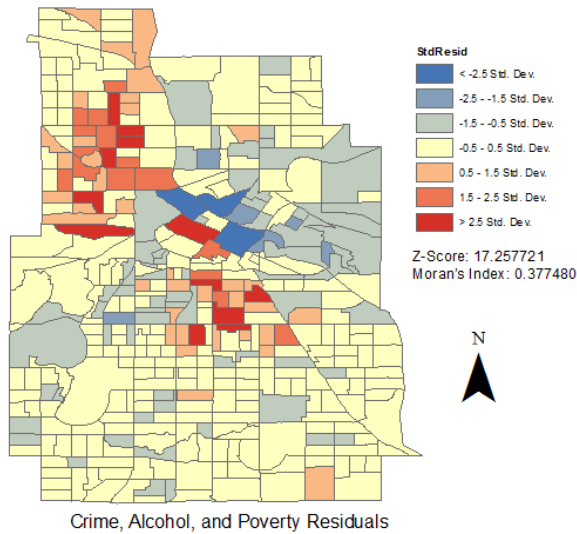 StdResid
< -2.5 Std. Dev.
-2.5 - -1.5 Std. Dev.
-1.5 - -0.5 Std. Dev.
-0.5 - 0.5 Std. Dev.
0.5 - 1.5 Std. Dev.
1.5 - 2.5 Std. Dev.
> 2.5 Std. Dev.
Z-Score: 17.257721
Moran's Index: 0.377480
N
Crime, Alcohol, and Poverty Residuals